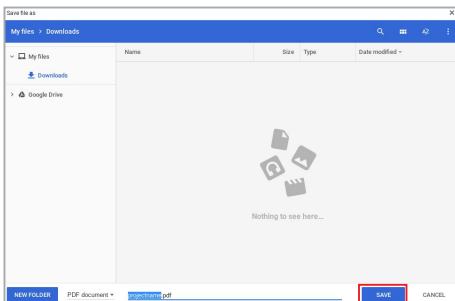 Save file as
My files > Downloads
Name Size Type Date modified
My files
Downloads
Google Drive
Nothing to see here...
NEW FOLDER PDF document projectname.pdf SAVE CANCEL